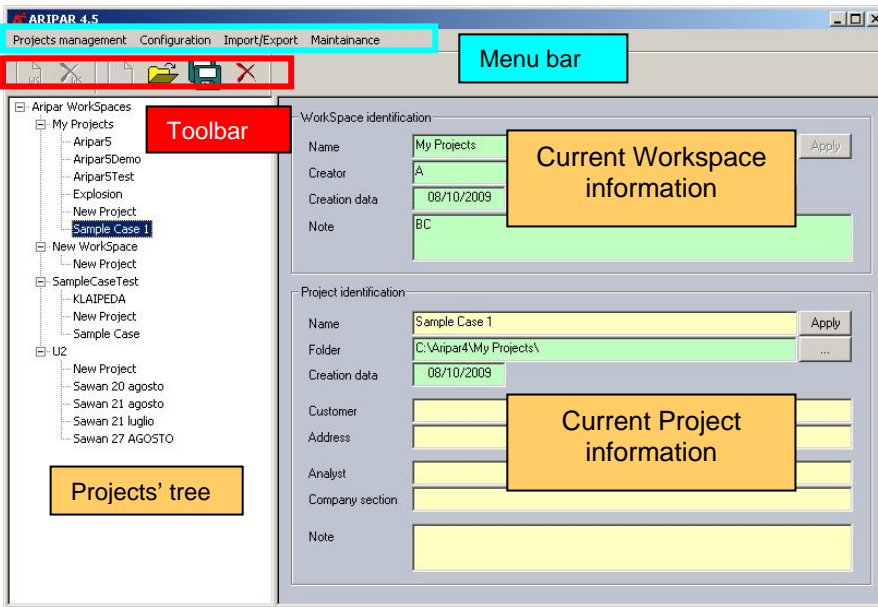 ARIPAR 4.5
Projects management Configuration Import/Export Maintainance
Menu bar
WS WS
Toolbar
Aripar WorkSpaces
My Projects
Aripar5
Aripar5Demo
Aripar5Test
Explosion
New Project
Sample Case 1
New WorkSpace
New Project
SampleCaseTest
KLAIPEDA
New Project
Sample Case
U2
New Project
Sawan 20 agosto
Sawan 21 agosto
Sawan 21 luglio
Sawan 27 AGOSTO
Projects' tree
WorkSpace identification
Name My Projects Apply
Creator A
Creation data 08/10/2009
Note BC
Current Workspace
information
Project identification
Name Sample Case 1 Apply
Folder C:\Aripar4\My Projects\ ...
Creation data 08/10/2009
Customer
Address
Analyst
Company section
Note
Current Project
information